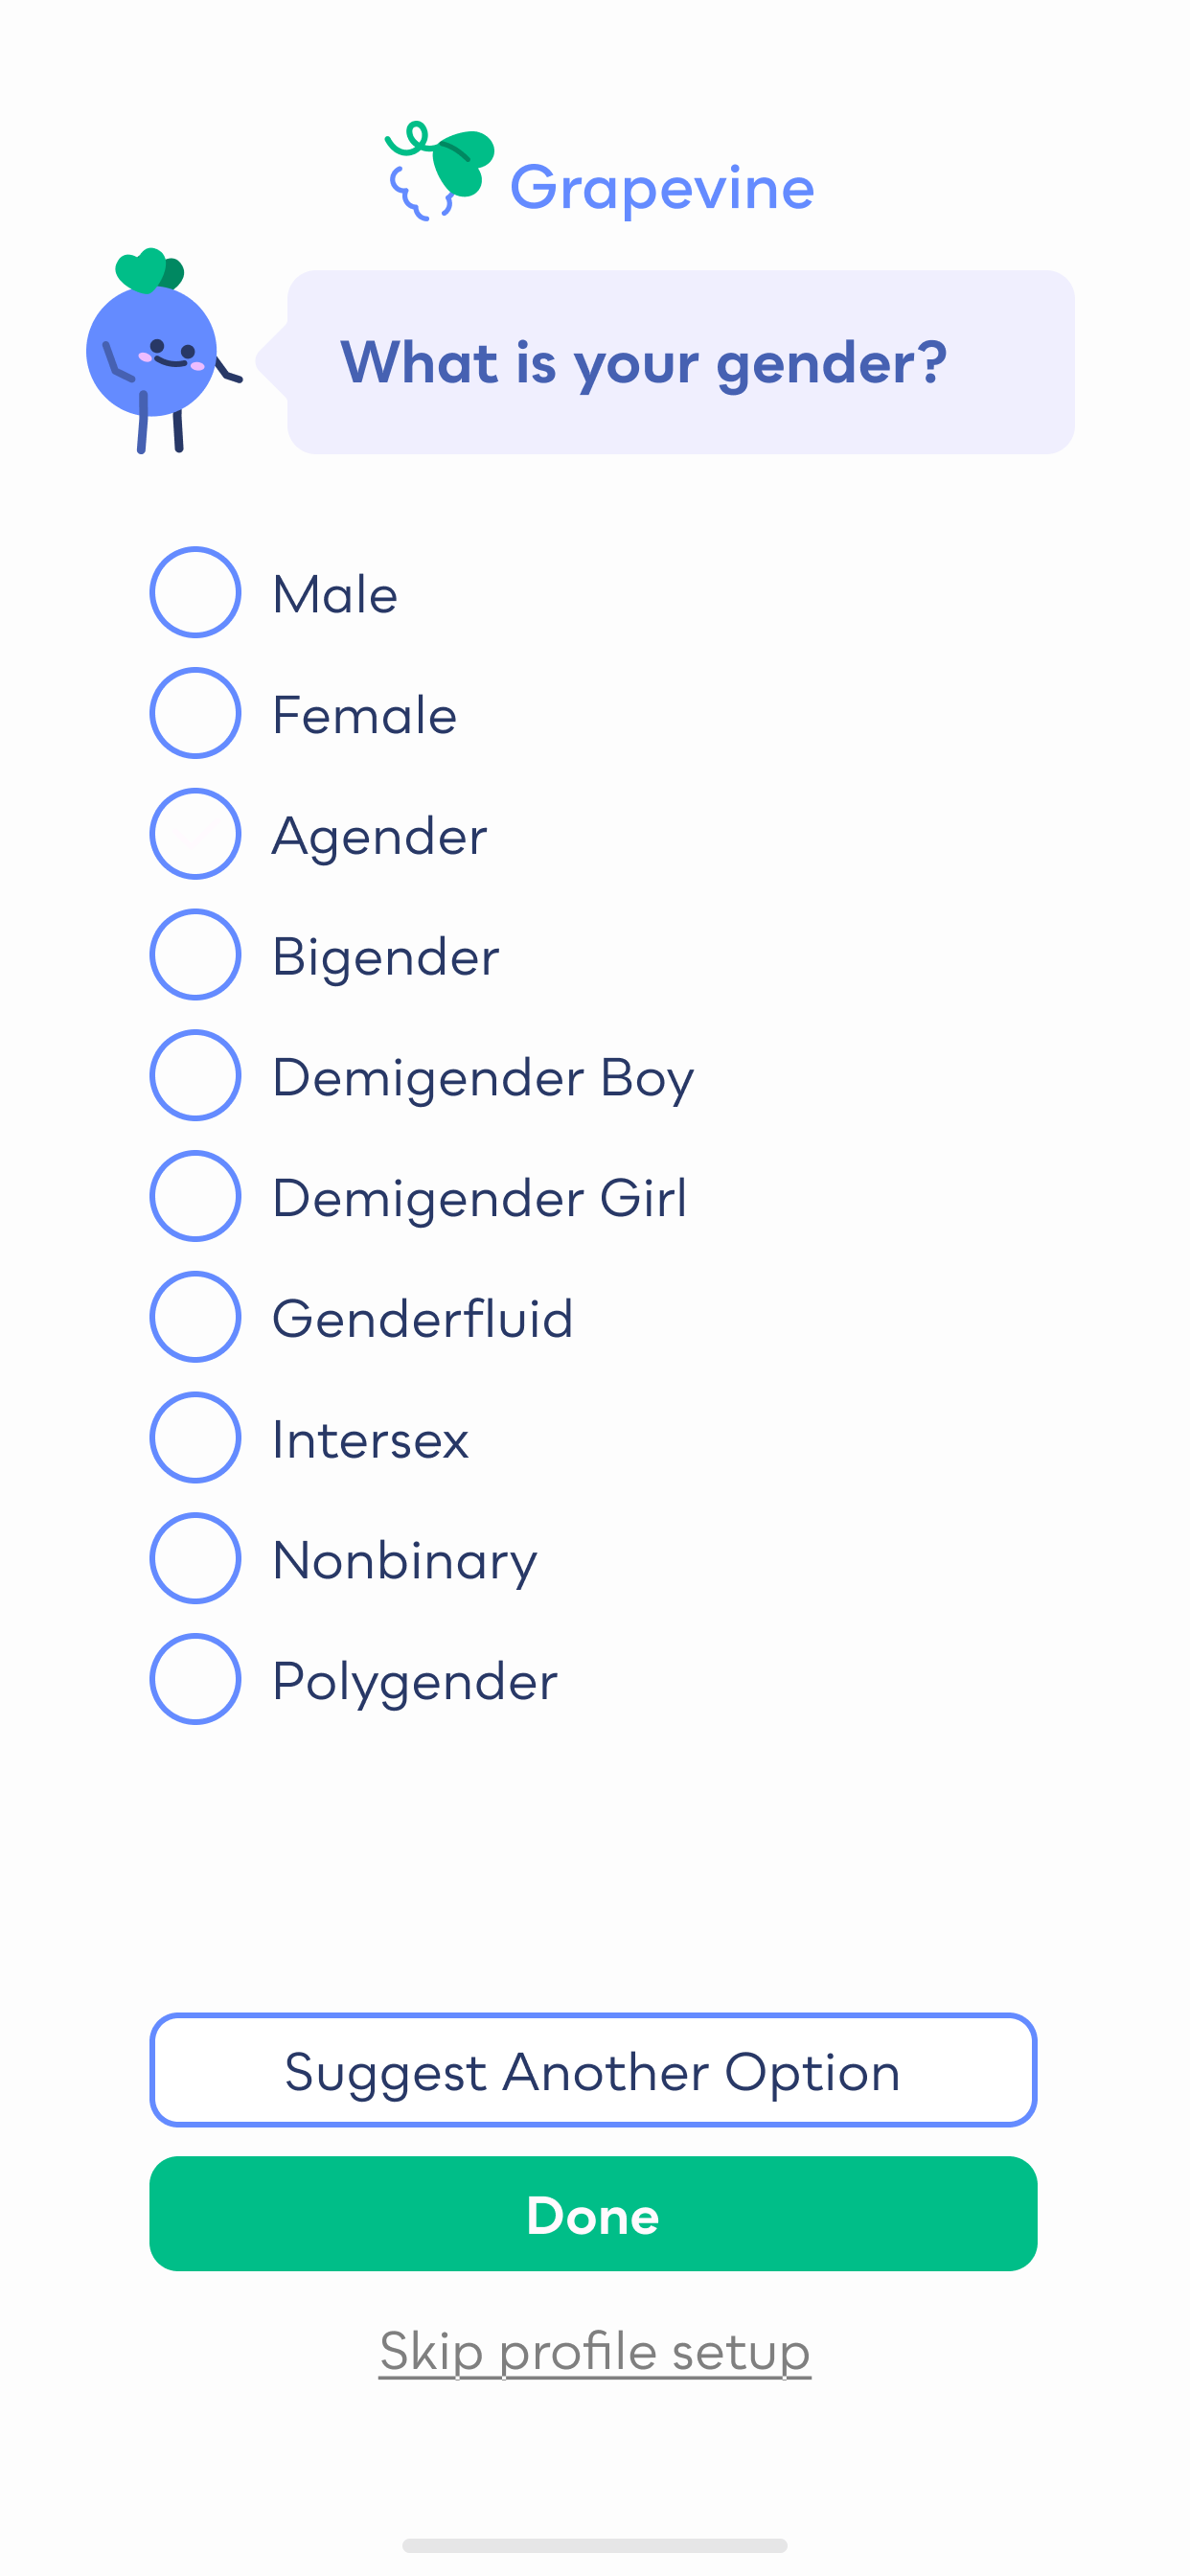 Grapevine
What is your gender?
Male
Female
Agender
Bigender
Demigender Boy
Demigender Girl
Genderfluid
Intersex
Nonbinary
Polygender
Suggest Another Option
Done
Skip profile setup